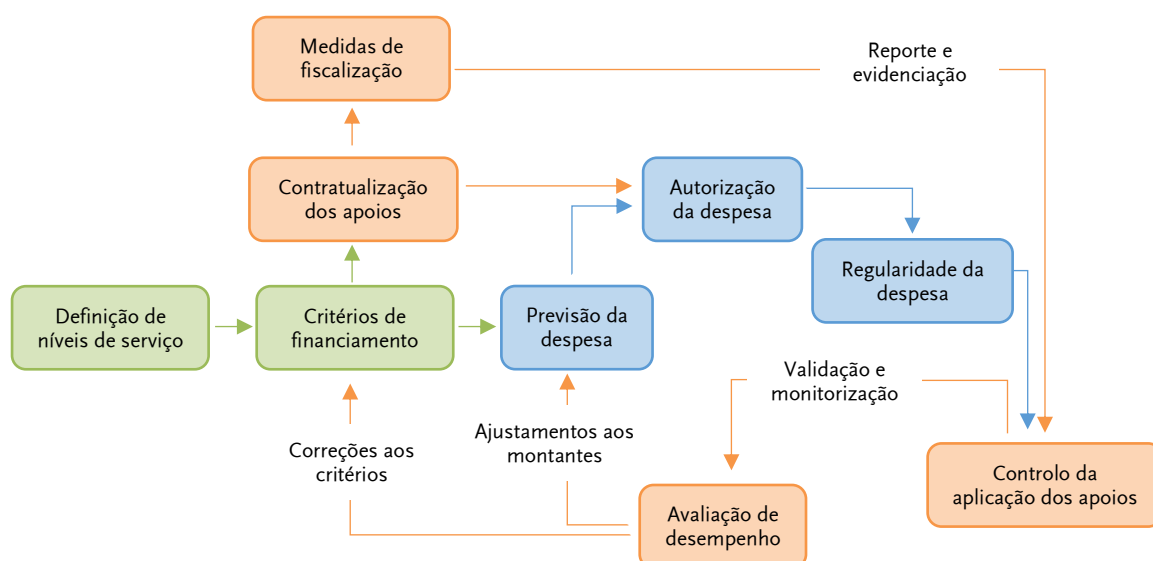 Medidas de
fiscalização
Reporte e
evidenciação
Contratualização
dos apoios
Autorização
da despesa
Regularidade da
despesa
Definição de
níveis de serviço
Critérios de
financiamento
Previsão da
despesa
Validação e
monitorização
Correções aos
critérios
Ajustamentos aos
montantes
Controlo da
aplicação dos apoios
Avaliação de
desempenho